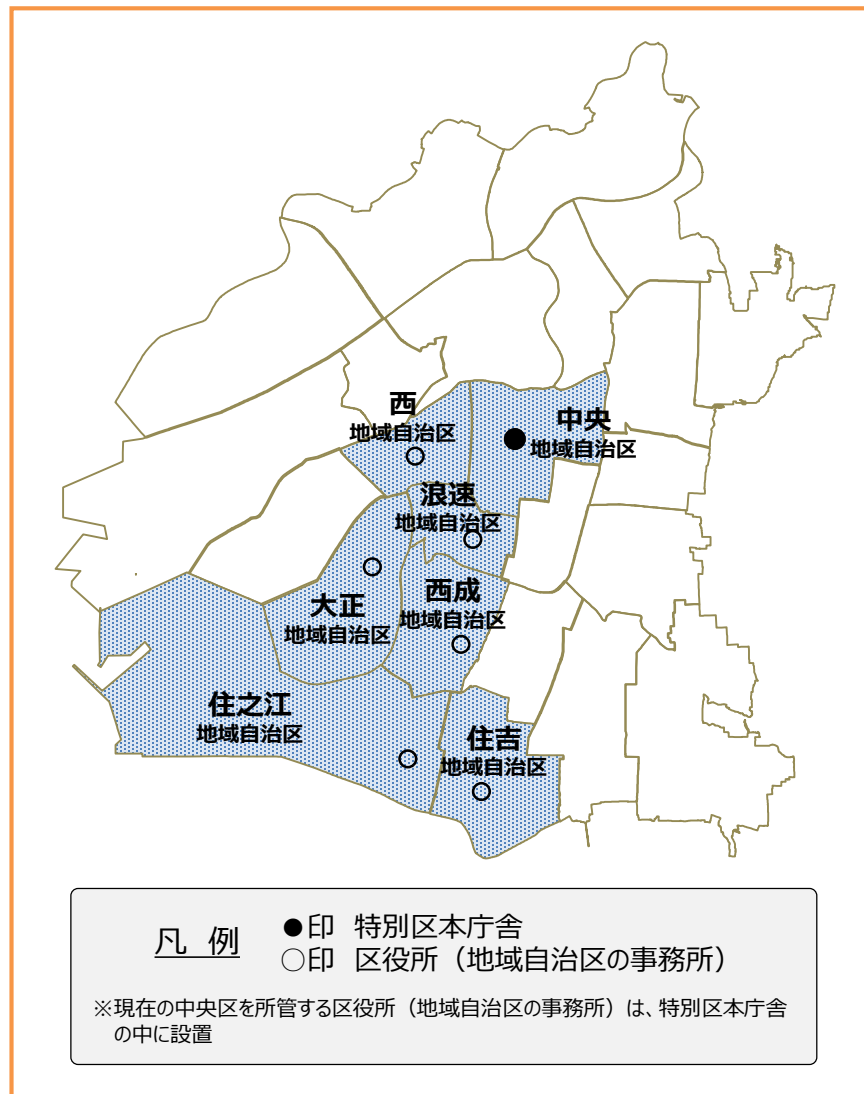 西
地域自治区
中央
地域自治区
浪速
地域自治区
西成
地域自治区
大正
地域自治区
住之江
地域自治区
住吉
地域自治区
凡 例
●印 特別区本庁舎
○印 区役所（地域自治区の事務所）
※現在の中央区を所管する区役所（地域自治区の事務所）は、特別区本庁舎
の中に設置